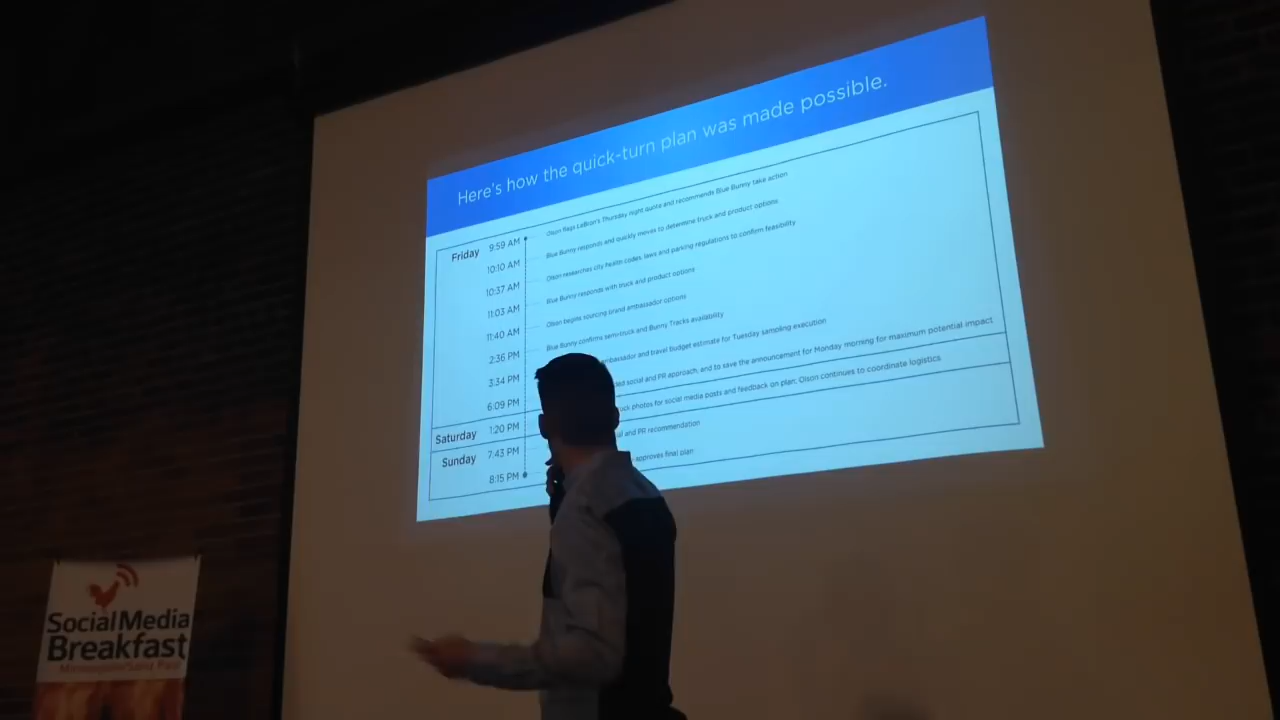 Here's how the quick-turn plan was made possible.
Friday 9:59 AM Olson flags LeBron's Thursday night quote and recommends Blue Bunny take action
10:10 AM Blue Bunny responds and quickly moves to determine truck and product options
10:37 AM Olson researches city health codes, laws and parking regulations to confirm feasibility
11:03 AM Blue Bunny responds with truck and product options
11:40 AM Olson begins sourcing brand ambassador options
2:36 PM Blue Bunny confirms semi-truck and Bunny Tracks availability
3:34 PM ambassador and travel budget estimate for Tuesday sampling execution
6:09 PM social and PR approach, and to save the announcement for Monday morning for maximum potential impact
Saturday 1:20 PM photos for social media posts and feedback on plan. Olson continues to coordinate logistics
Sunday 7:43 PM and PR recommendation
8:15 PM approves final plan
Social Media
Breakfast
Minneapolis/Saint Paul